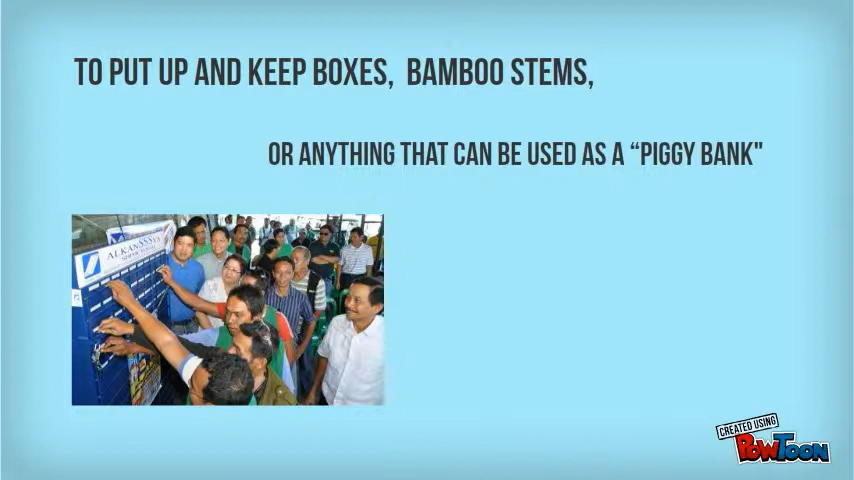 TO PUT UP AND KEEP BOXES, BAMBOO STEMS,
OR ANYTHING THAT CAN BE USED AS A “PIGGY BANK"
ALKANSSSYA
CREATED USING
POWTOON